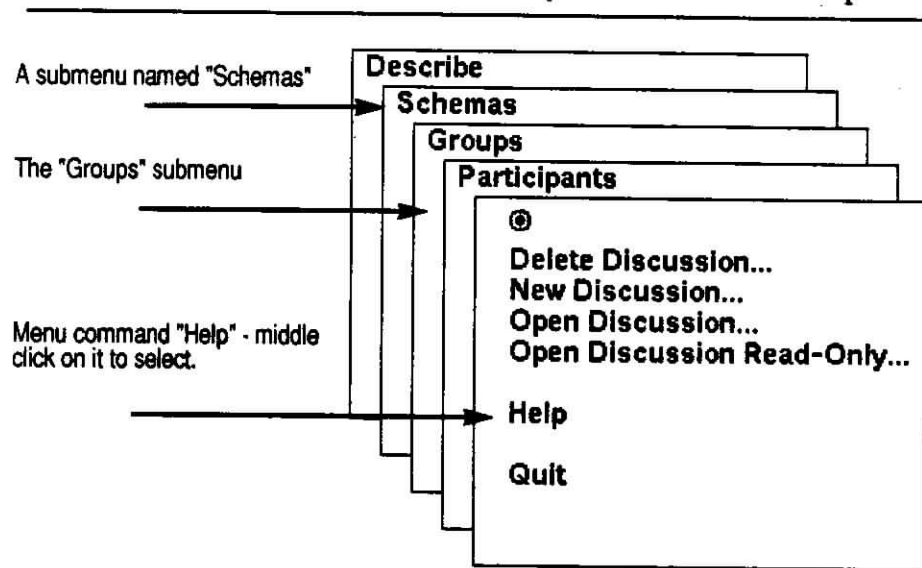 A submenu named "Schemas"
Describe
Schemas
Groups
The "Groups" submenu
Participants
Delete Discussion...
New Discussion...
Open Discussion...
Open Discussion Read-Only...
Menu command "Help" - middle
click on it to select.
Help
Quit